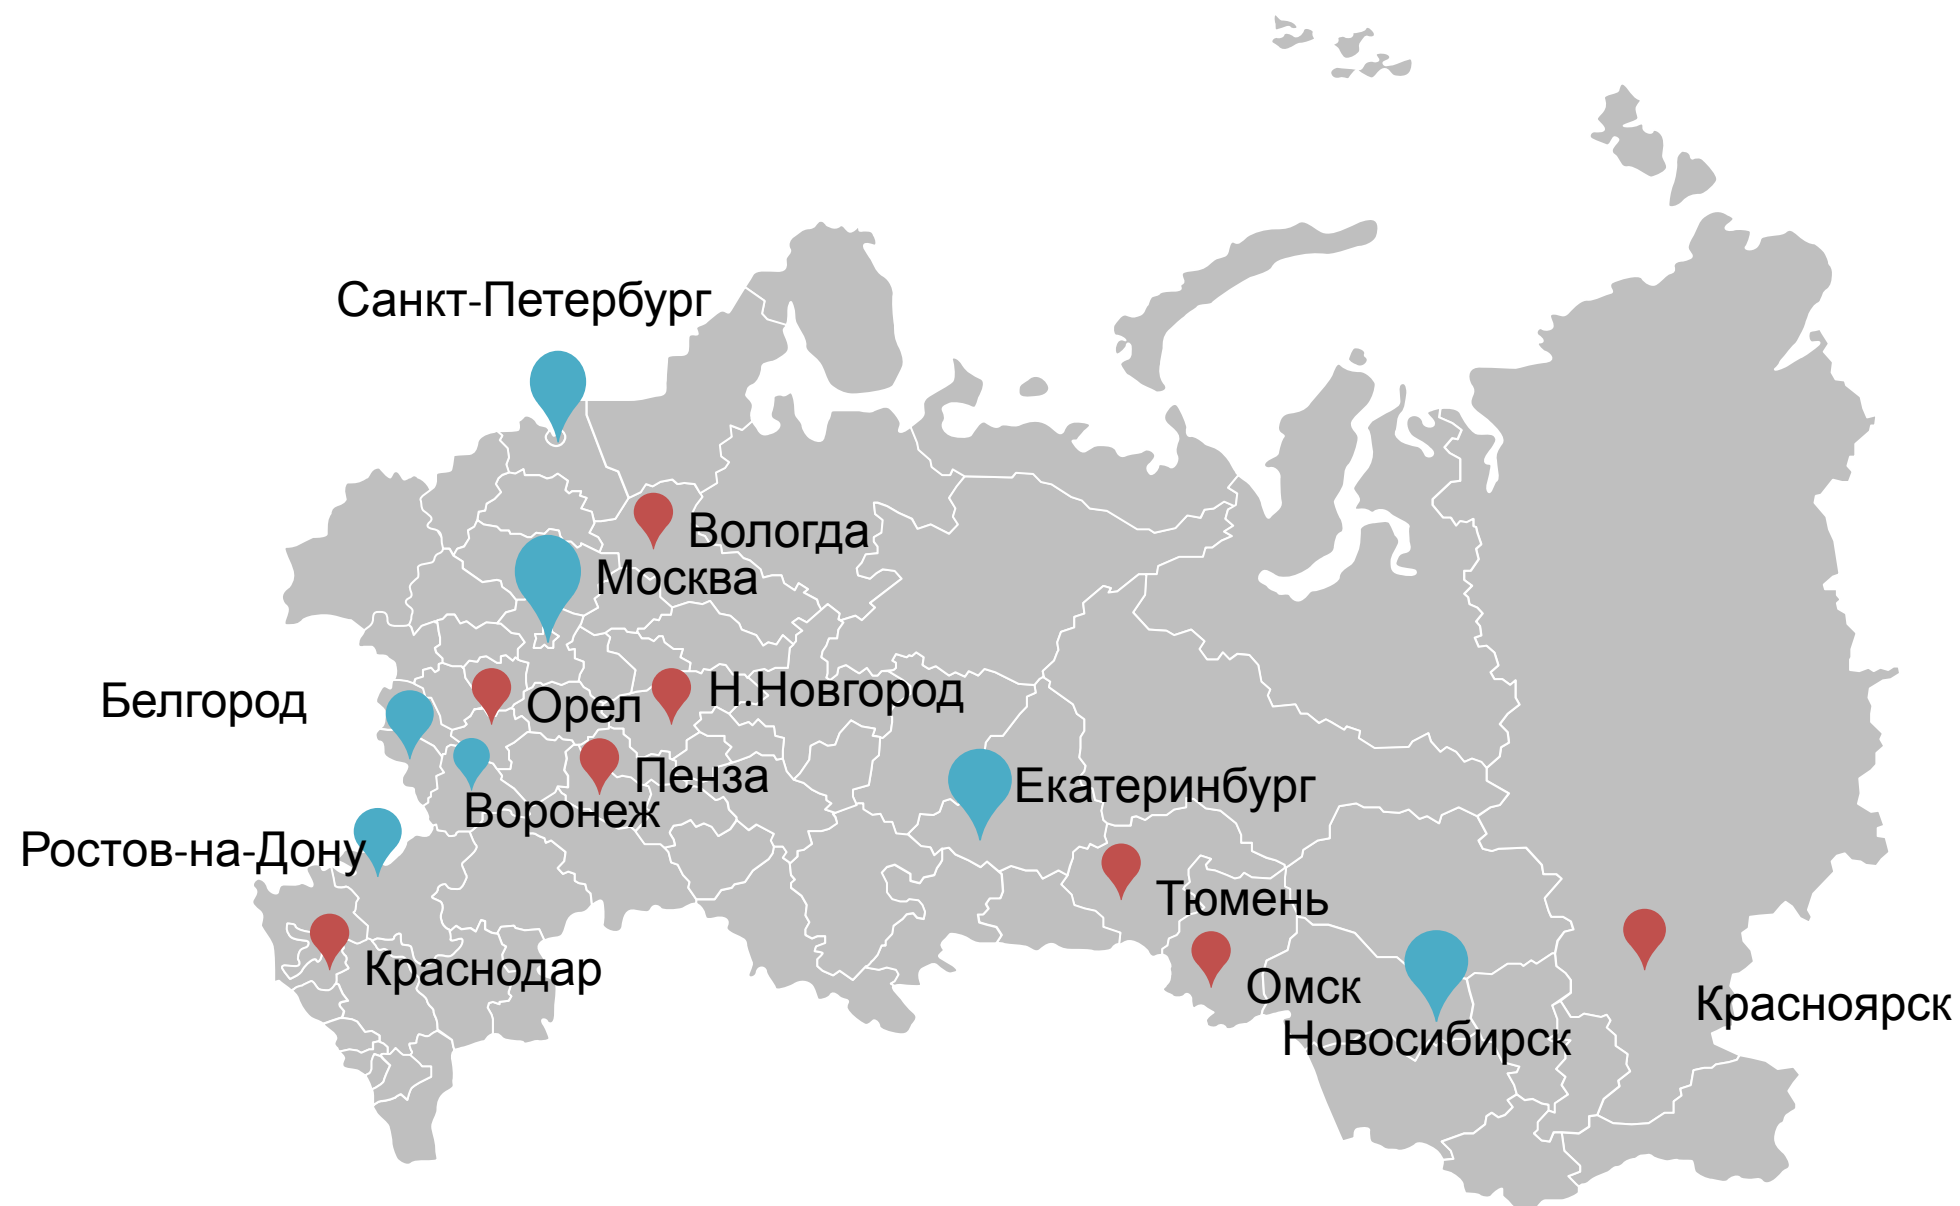 Санкт-Петербург
Вологда
Москва
Белгород
Орел
Н.Новгород
Пенза
Екатеринбург
Воронеж
Ростов-на-Дону
Тюмень
Краснодар
Омск
Красноярск
Новосибирск